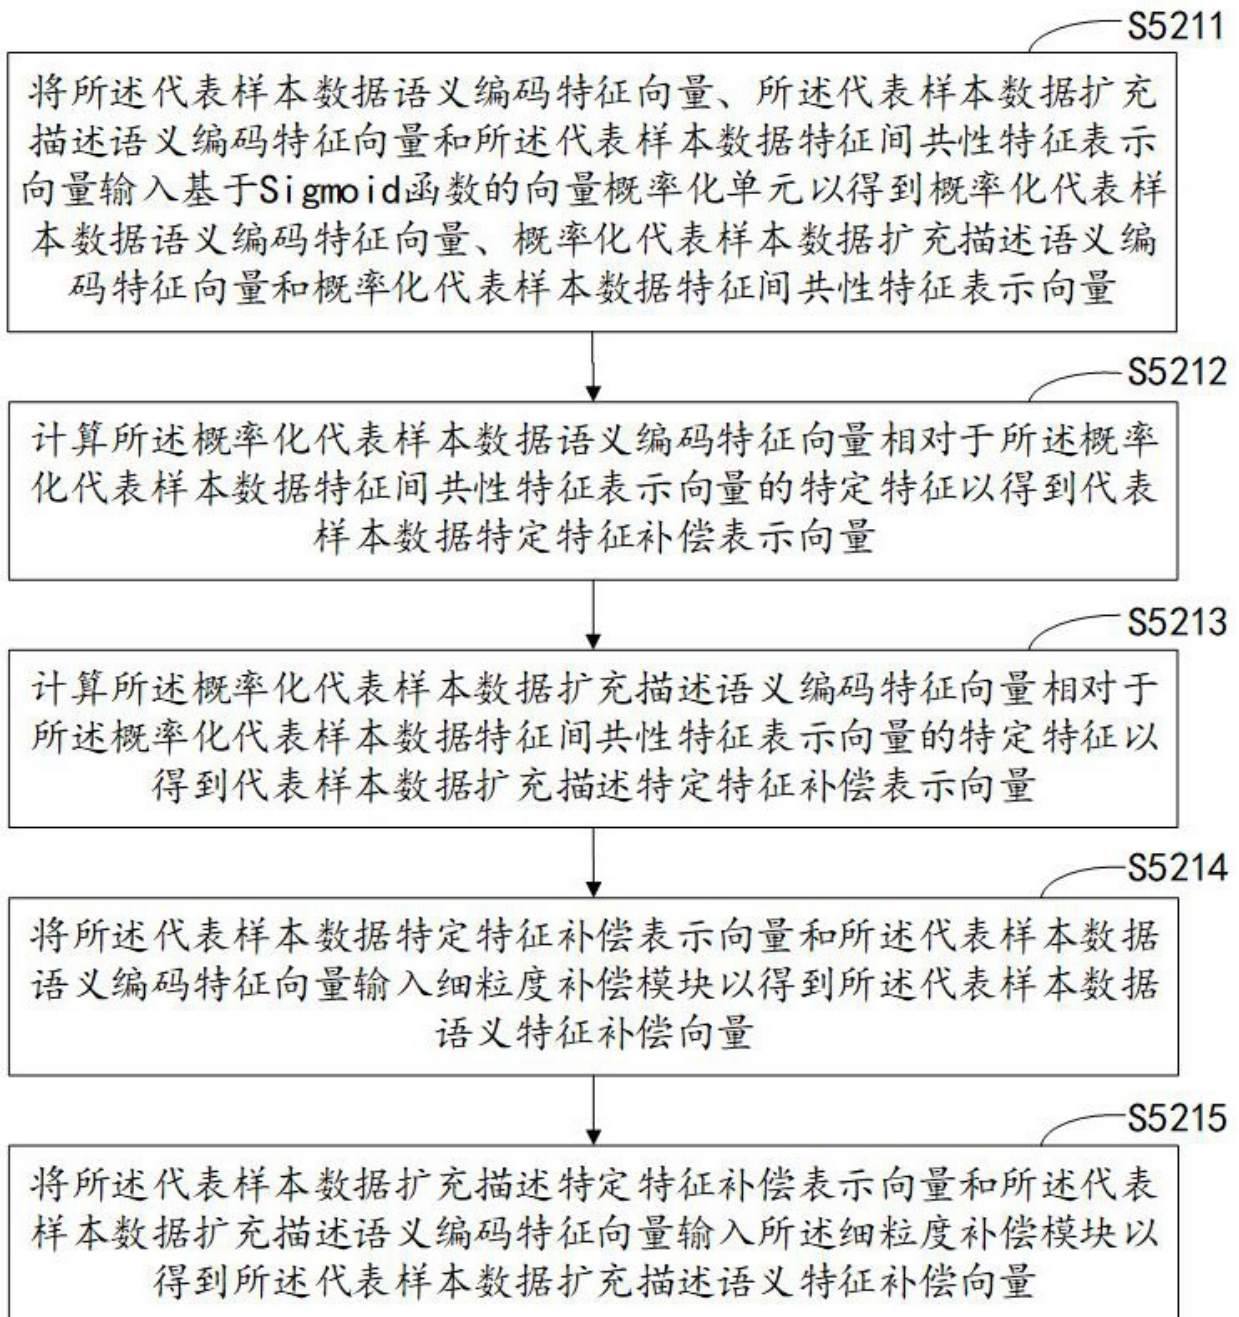 S5211
将所述代表样本数据语义编码特征向量、所述代表样本数据扩充
描述语义编码特征向量和所述代表样本数据特征间共性特征表示
向量输入基于Sigmoid函数的向量概率化单元以得到概率化代表样
本数据语义编码特征向量、概率化代表样本数据扩充描述语义编
码特征向量和概率化代表样本数据特征间共性特征表示向量
S5212
计算所述概率化代表样本数据语义编码特征向量相对于所述概率
化代表样本数据特征间共性特征表示向量的特定特征以得到代表
样本数据特定特征补偿表示向量
S5213
计算所述概率化代表样本数据扩充描述语义编码特征向量相对于
所述概率化代表样本数据特征间共性特征表示向量的特定特征以
得到代表样本数据扩充描述特定特征补偿表示向量
S5214
将所述代表样本数据特定特征补偿表示向量和所述代表样本数据
语义编码特征向量输入细粒度补偿模块以得到所述代表样本数据
语义特征补偿向量
S5215
将所述代表样本数据扩充描述特定特征补偿表示向量和所述代表
样本数据扩充描述语义编码特征向量输入所述细粒度补偿模块以
得到所述代表样本数据扩充描述语义特征补偿向量